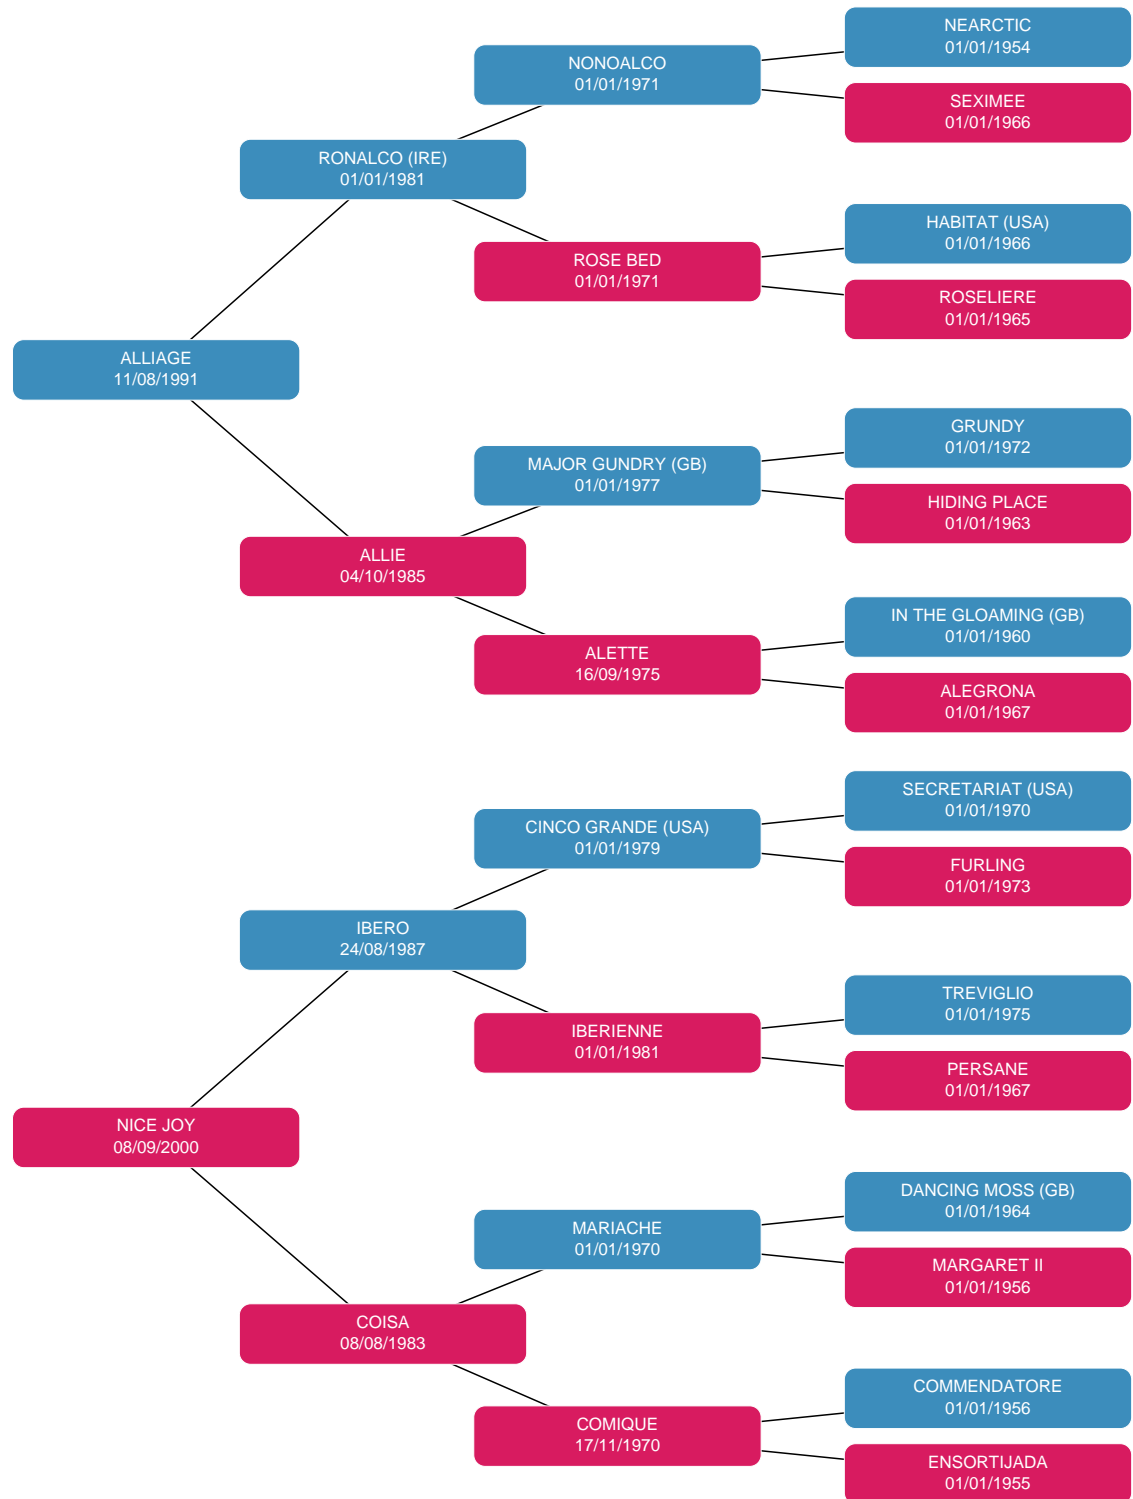 NEARCTIC
01/01/1954
NONOALCO
01/01/1971
SEXIMEE
01/01/1966
RONALCO (IRE)
01/01/1981
HABITAT (USA)
01/01/1966
ROSE BED
01/01/1971
ROSELIERE
01/01/1965
ALLIAGE
11/08/1991
GRUNDY
01/01/1972
MAJOR GUNDRY (GB)
01/01/1977
HIDING PLACE
01/01/1963
ALLIE
04/10/1985
IN THE GLOAMING (GB)
01/01/1960
ALETTE
16/09/1975
ALEGRONA
01/01/1967
SECRETARIAT (USA)
01/01/1970
CINCO GRANDE (USA)
01/01/1979
FURLING
01/01/1973
IBERO
24/08/1987
TREVIGLIO
01/01/1975
IBERIENNE
01/01/1981
PERSANE
01/01/1967
NICE JOY
08/09/2000
DANCING MOSS (GB)
01/01/1964
MARIACHE
01/01/1970
MARGARET II
01/01/1956
COISA
08/08/1983
COMMENDATORE
01/01/1956
COMIQUE
17/11/1970
ENSORTIJADA
01/01/1955